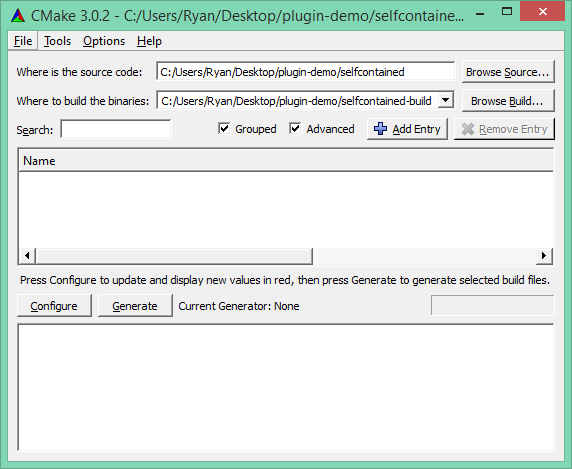 CMake 3.0.2 - C:/Users/Ryan/Desktop/plugin-demo/selfcontaine...
File Tools Options Help
Where is the source code: C:/Users/Ryan/Desktop/plugin-demo/selfcontained Browse Source...
Where to build the binaries: C:/Users/Ryan/Desktop/plugin-demo/selfcontained-build Browse Build...
Search: Grouped Advanced Add Entry Remove Entry
Name
Press Configure to update and display new values in red, then press Generate to generate selected build files.
Configure Generate Current Generator: None